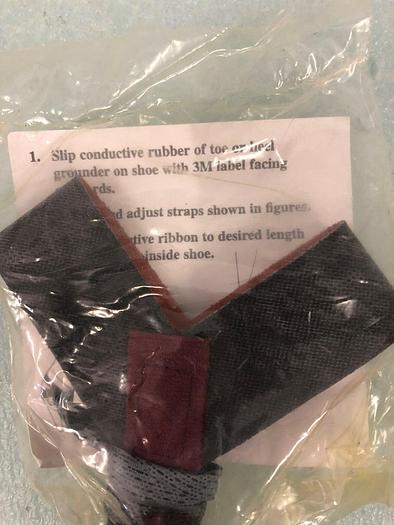 1. Slip conductive rubber of toe or heel
grounder on shoe with 3M label facing
rds.
d adjust straps shown in figures.
tive ribbon to desired length
inside shoe.